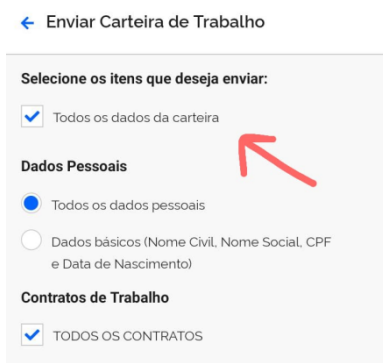 Enviar Carteira de Trabalho
Selecione os itens que deseja enviar:
Todos os dados da carteira
Dados Pessoais
Todos os dados pessoais
Dados básicos (Nome Civil, Nome Social, CPF
e Data de Nascimento)
Contratos de Trabalho
TODOS OS CONTRATOS